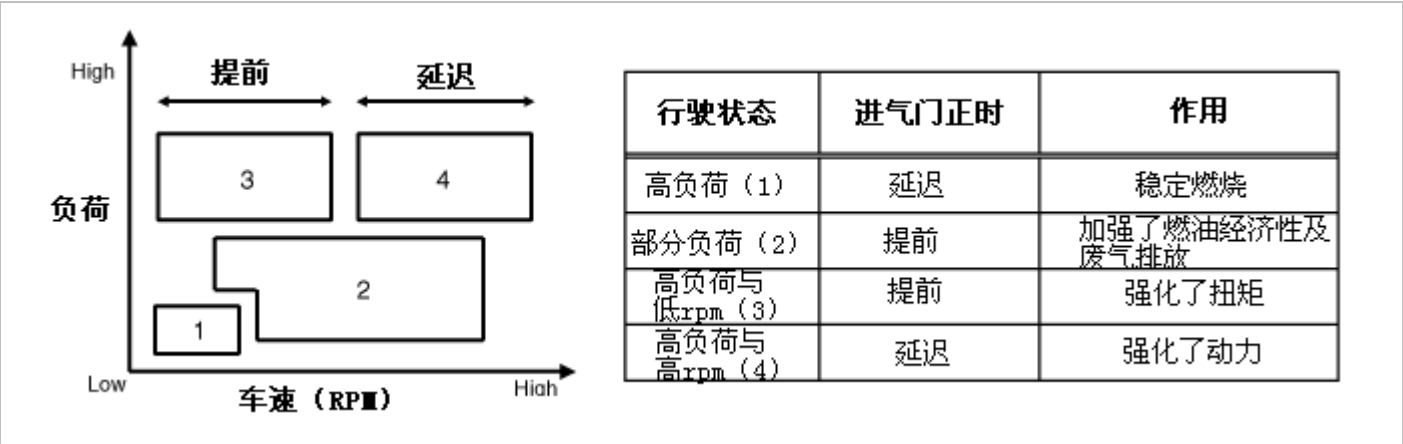 High
提前
延迟
3
4
负荷
2
1
Low
车速（RPM）
High
行驶状态
进气门正时
作用
高负荷（1）
延迟
稳定燃烧
部分负荷（2）
提前
加强了燃油经济性及
废气排放
高负荷与
低rpm（3）
提前
强化了扭矩
高负荷与
高rpm（4）
延迟
强化了动力